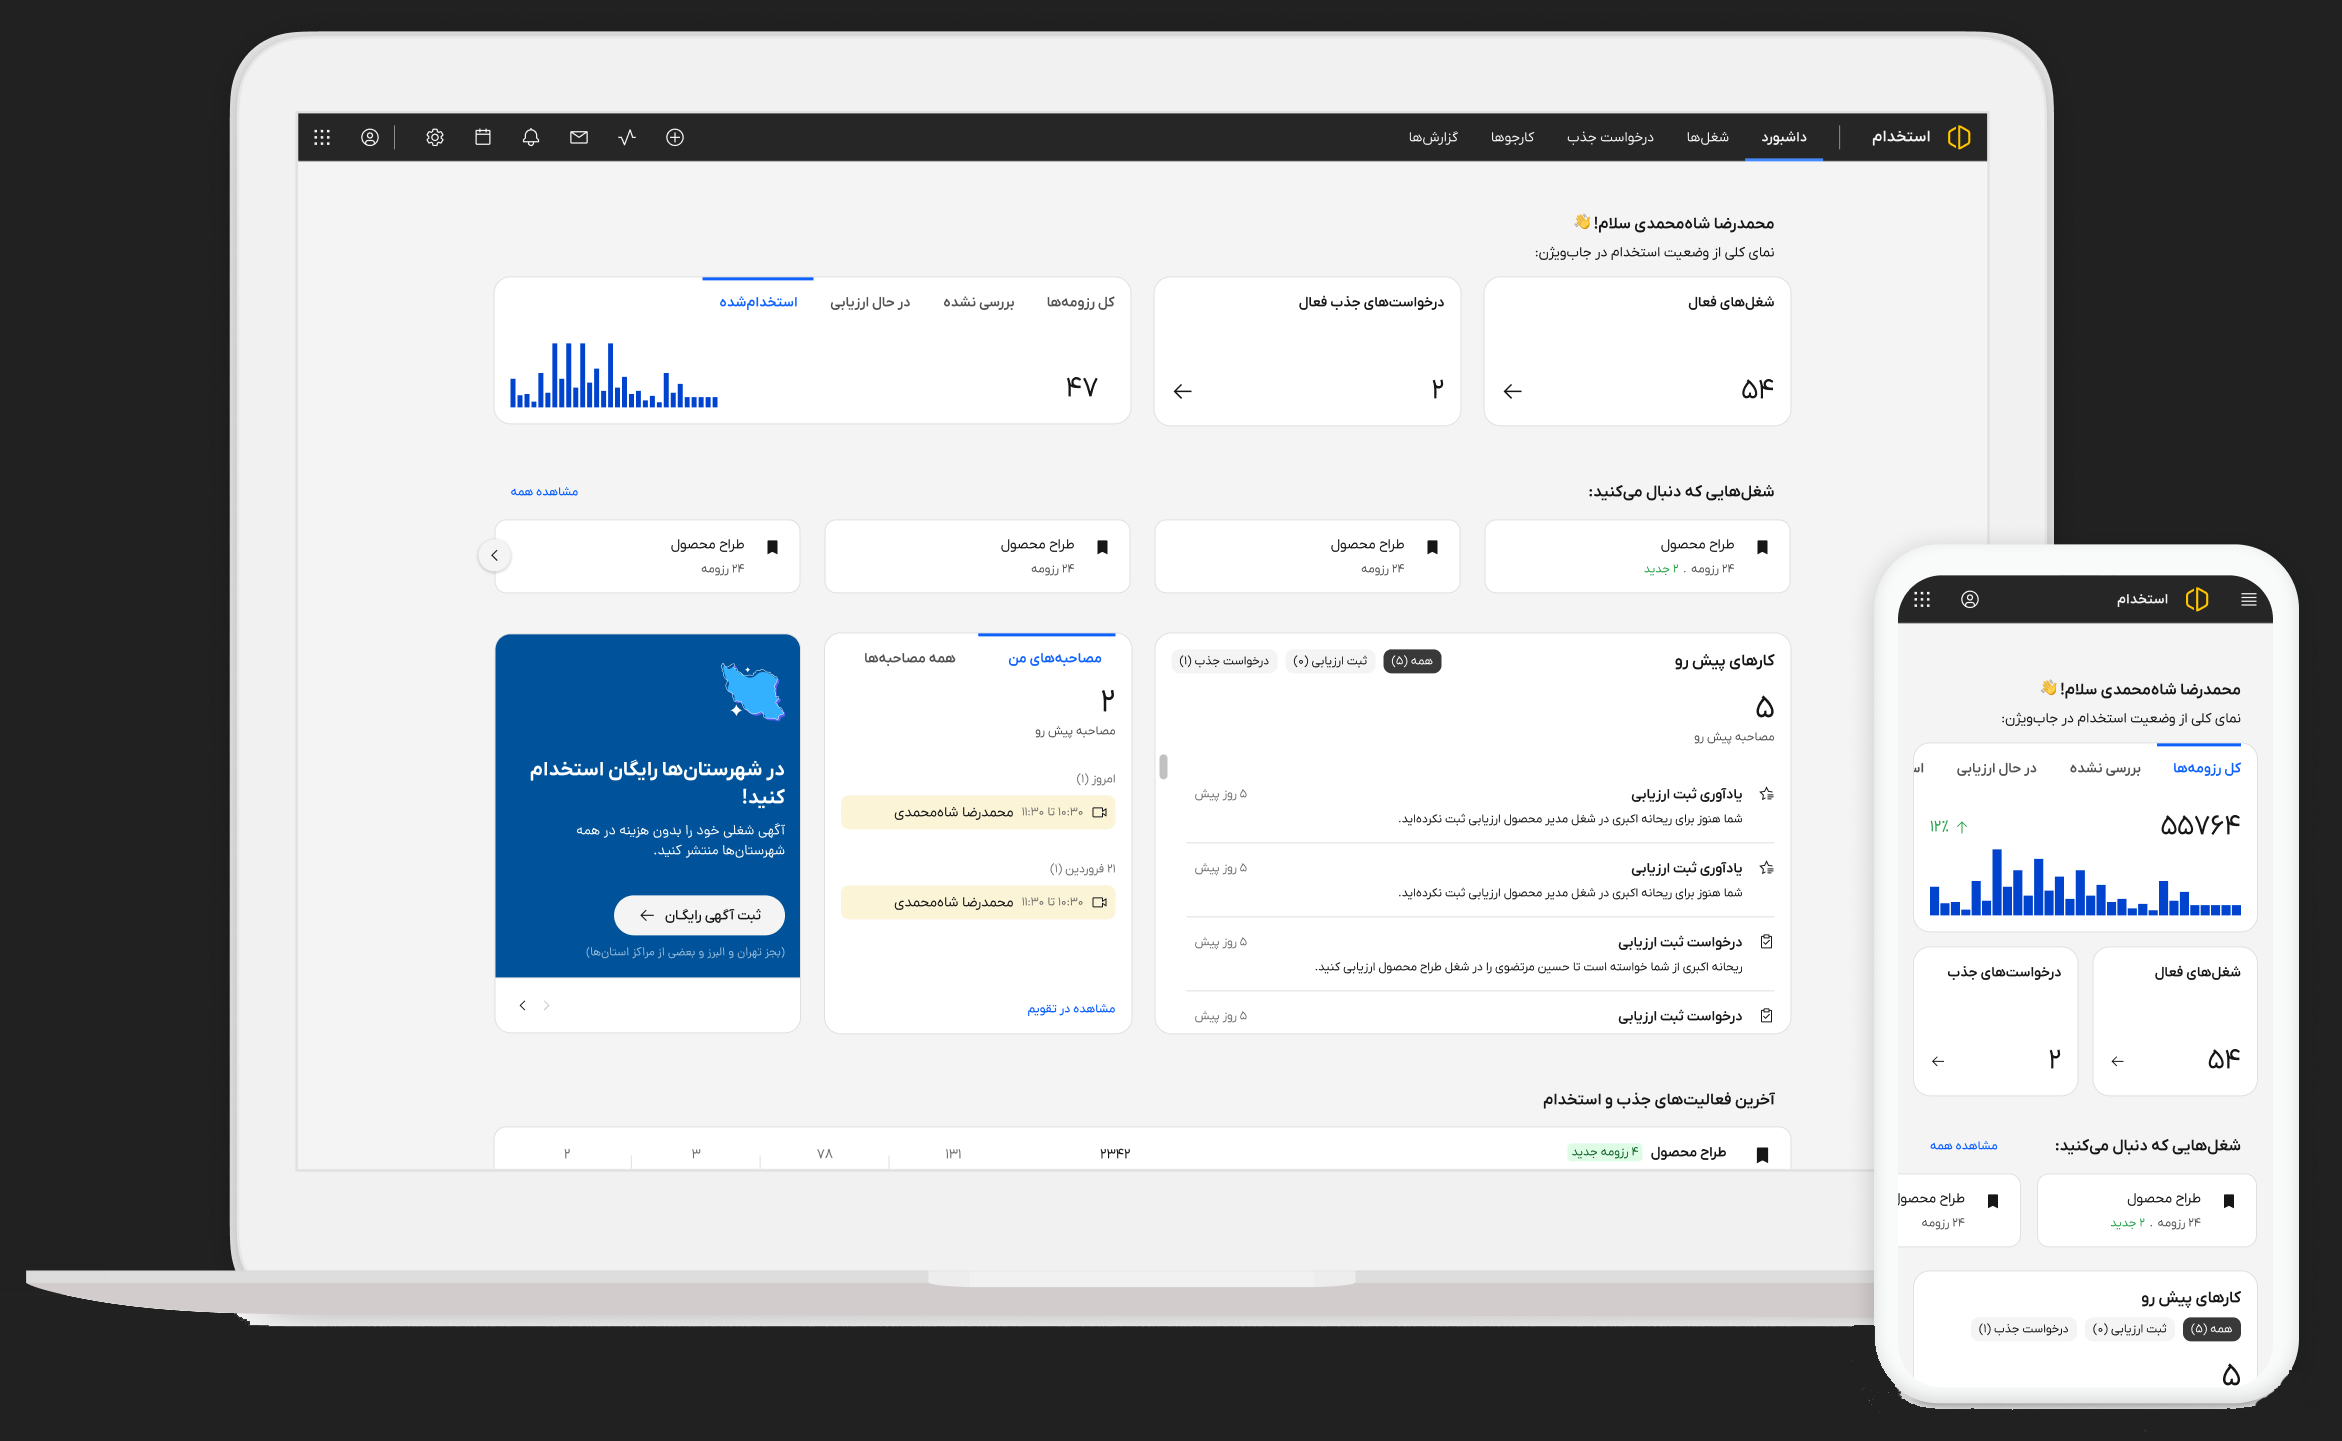 استخدام
داشبورد
شغل‌ها
درخواست جذب
کارجوها
گزارش‌ها
محمدرضا شاه‌محمدی سلام! 👋
نمای کلی از وضعیت استخدام در جاب‌ویژن:
شغل‌های فعال
۵۴
درخواست‌های جذب فعال
۲
کل رزومه‌ها
بررسی نشده
در حال ارزیابی
استخدام‌شده
۴۷
شغل‌هایی که دنبال می‌کنید:
مشاهده همه
طراح محصول
۲۴ رزومه . ۲ جدید
طراح محصول
۲۴ رزومه
طراح محصول
۲۴ رزومه
طراح محصول
۲۴ رزومه
کارهای پیش رو
همه (۵)
ثبت ارزیابی (۰)
درخواست جذب (۱)
۵
مصاحبه پیش رو
یادآوری ثبت ارزیابی
۵ روز پیش
شما هنوز برای ریحانه اکبری در شغل مدیر محصول ارزیابی ثبت نکرده‌اید.
یادآوری ثبت ارزیابی
۵ روز پیش
شما هنوز برای ریحانه اکبری در شغل مدیر محصول ارزیابی ثبت نکرده‌اید.
درخواست ثبت ارزیابی
۵ روز پیش
ریحانه اکبری از شما خواسته است تا حسین مرتضوی را در شغل طراح محصول ارزیابی کنید.
درخواست ثبت ارزیابی
۵ روز پیش
مصاحبه‌های من
همه مصاحبه‌ها
۲
مصاحبه پیش رو
امروز (۱)
۱۰:۳۰ تا ۱۱:۳۰ محمدرضا شاه‌محمدی
۲۱ فروردین (۱)
۱۰:۳۰ تا ۱۱:۳۰ محمدرضا شاه‌محمدی
مشاهده در تقویم
در شهرستان‌ها رایگان استخدام
کنید!
آگهی شغلی خود را بدون هزینه در همه
شهرستان‌ها منتشر کنید.
ثبت آگهی رایگان
(بجز تهران و البرز و بعضی از مراکز استان‌ها)
آخرین فعالیت‌های جذب و استخدام
طراح محصول
۴ رزومه جدید
۲۳۴۲
۱۳۱
۷۸
۳
۲
استخدام
محمدرضا شاه‌محمدی سلام! 👋
نمای کلی از وضعیت استخدام در جاب‌ویژن:
کل رزومه‌ها
بررسی نشده
در حال ارزیابی
اس
۵۵۷۶۴
۱۲٪
شغل‌های فعال
۵۴
درخواست‌های جذب
۲
شغل‌هایی که دنبال می‌کنید:
مشاهده همه
طراح محصول
۲۴ رزومه . ۲ جدید
طراح محصول
۲۴ رزومه
کارهای پیش رو
همه (۵)
ثبت ارزیابی (۰)
درخواست جذب (۱)
۵